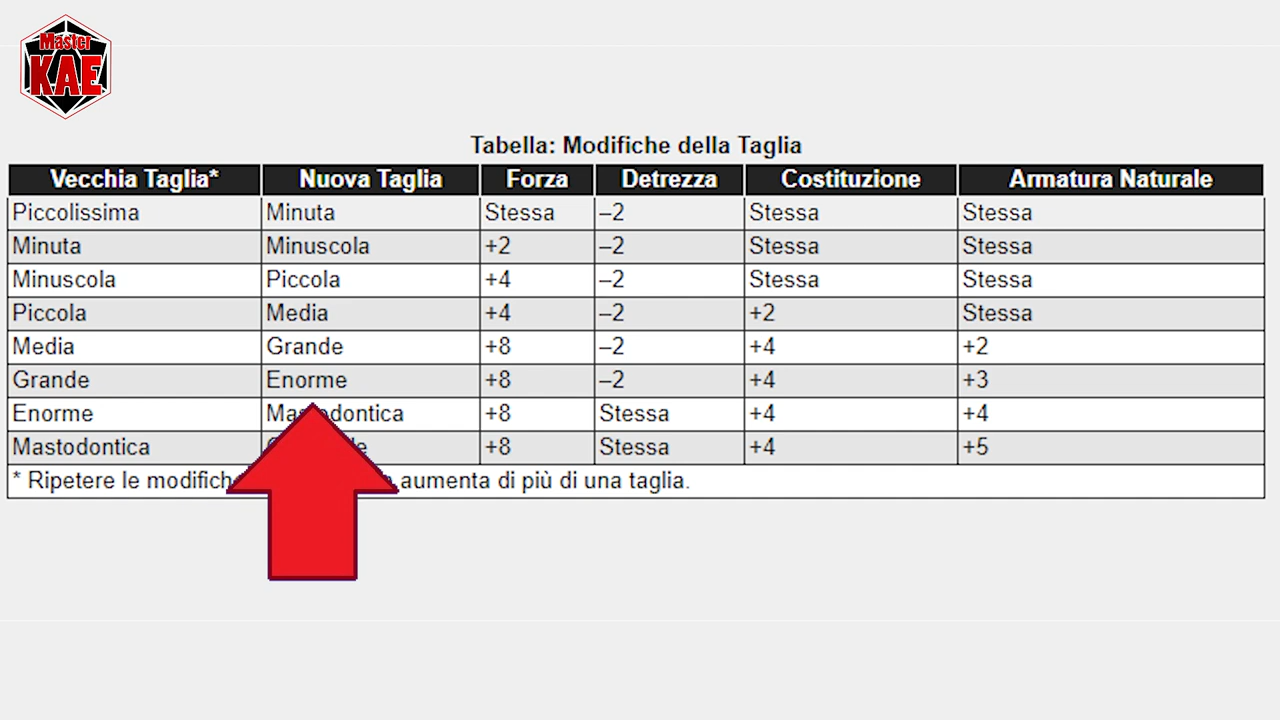 Master
KAE
Tabella: Modifiche della Taglia
Vecchia Taglia* Nuova Taglia Forza Detrezza Costituzione Armatura Naturale
Piccolissima Minuta Stessa –2 Stessa Stessa
Minuta Minuscola +2 –2 Stessa Stessa
Minuscola Piccola +4 –2 Stessa Stessa
Piccola Media +4 –2 +2 Stessa
Media Grande +8 –2 +4 +2
Grande Enorme +8 –2 +4 +3
Enorme Mastodontica +8 Stessa +4 +4
Mastodontica +8 Stessa +4 +5
* Ripetere le aumenta di più di una taglia.